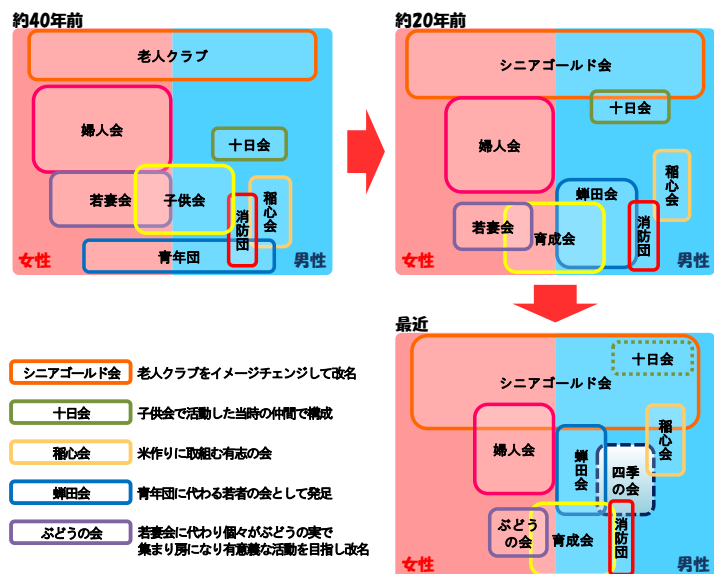 約40年前
老人クラブ
婦人会
十日会
若妻会
子供会
稲心会
消防団
青年団
女性
男性
約20年前
シニアゴールド会
十日会
婦人会
稲心会
蝉田会
若妻会
育成会
消防団
女性
男性
最近
十日会
シニアゴールド会
婦人会
稲心会
蝉田会
四季
の会
ぶどう
の会
育成会
消防団
女性
男性
シニアゴールド会 老人クラブをイメージチェンジして改名
十日会 子供会で活動した当時の仲間で構成
稲心会 米作りに取組む有志の会
蝉田会 青年団に代わる若者の会として発足
ぶどうの会 若妻会に代わり個々がぶどうの実で
集まり房になり有意義な活動を目指し改名